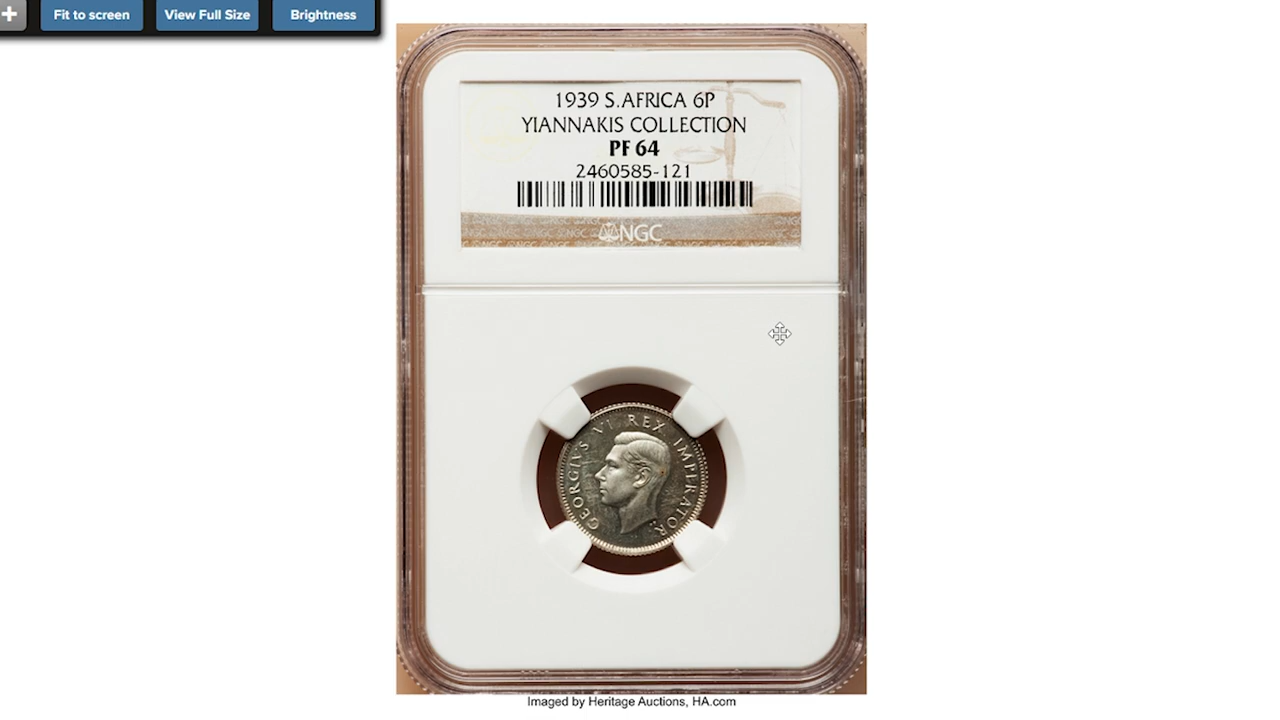 Fit to screen
View Full Size
Brightness
1939 S.AFRICA 6P
YIANNAKIS COLLECTION
PF 64
2460585-121
NGC
GEORGIVS VI REX IMPERATOR
Imaged by Heritage Auctions, HA.com